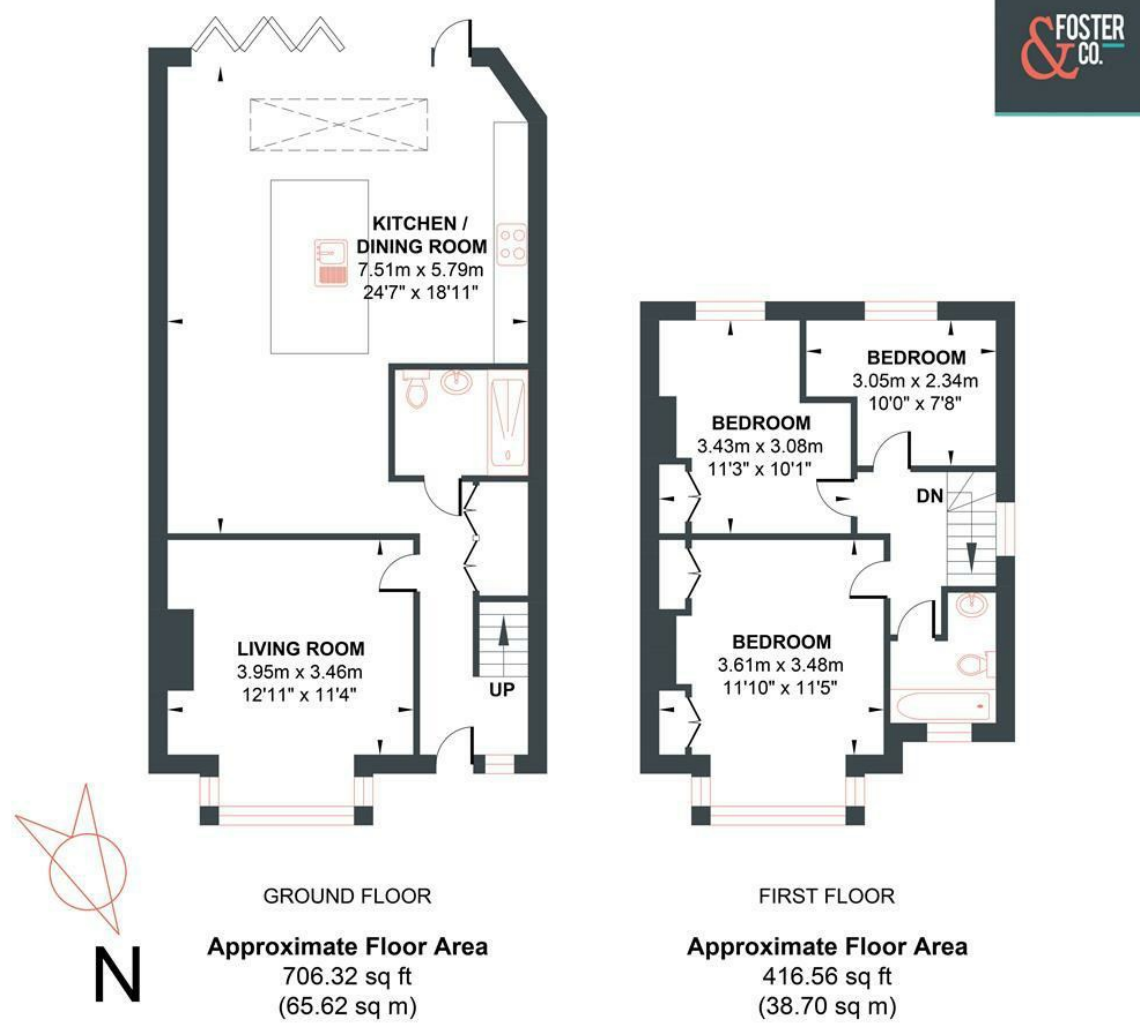 & FOSTER
CO.
KITCHEN /
DINING ROOM
7.51m x 5.79m
24'7" x 18'11"
BEDROOM
3.05m x 2.34m
10'0" x 7'8"
BEDROOM
3.43m x 3.08m
11'3" x 10'1"
DN
LIVING ROOM
3.95m x 3.46m
12'11" x 11'4"
UP
BEDROOM
3.61m x 3.48m
11'10" x 11'5"
N
GROUND FLOOR
Approximate Floor Area
706.32 sq ft
(65.62 sq m)
FIRST FLOOR
Approximate Floor Area
416.56 sq ft
(38.70 sq m)